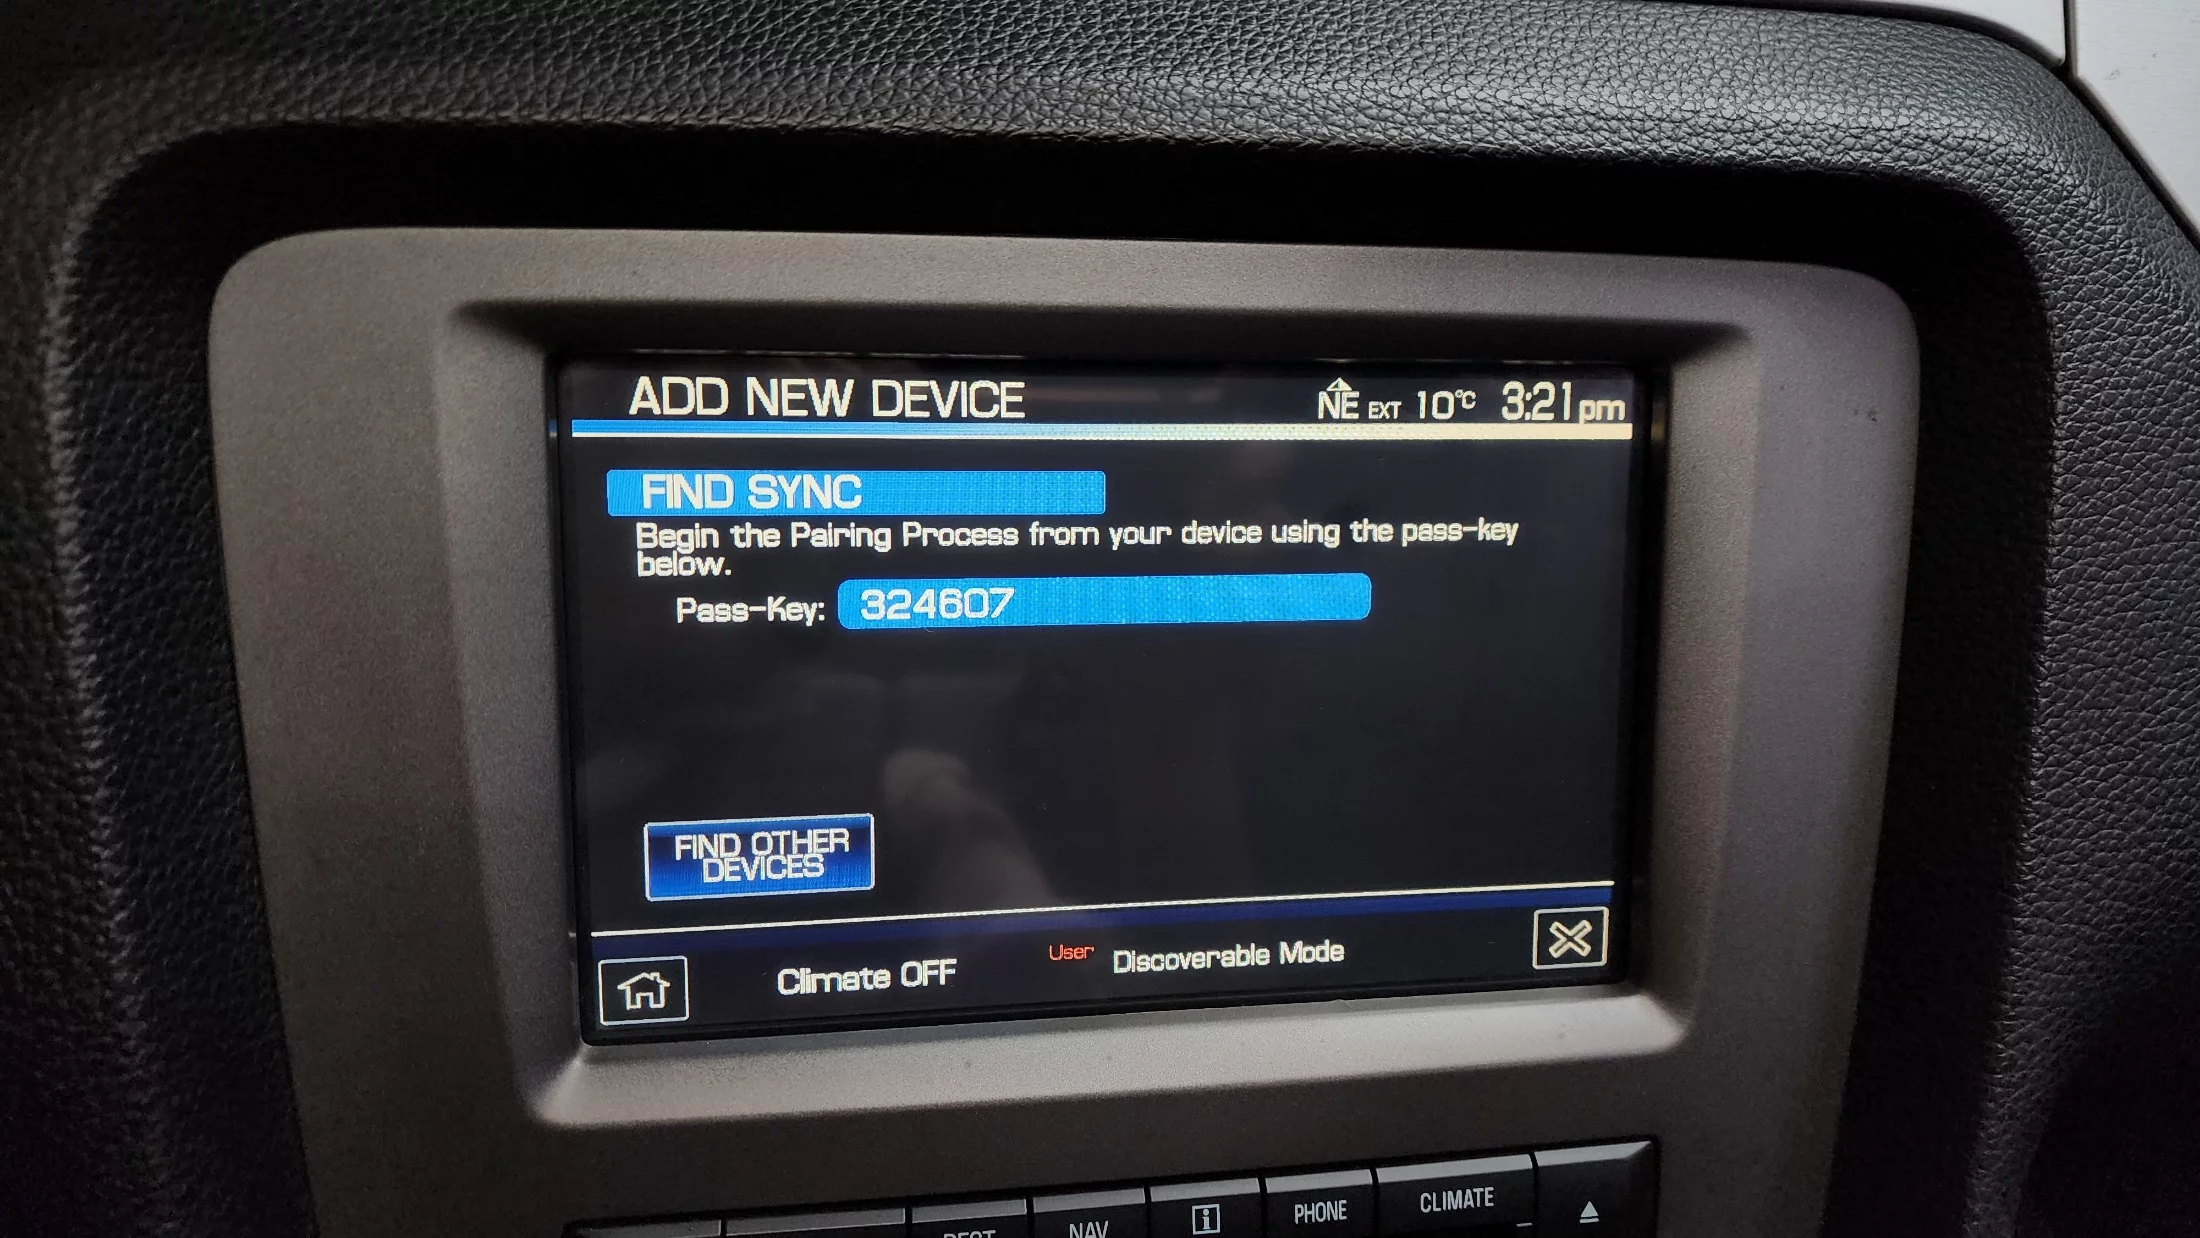 ADD NEW DEVICE NE EXT 10°C 3:21pm
FIND SYNC
Begin the Pairing Process from your device using the pass-key
below.
Pass-Key: 324607
FIND OTHER
DEVICES
Climate OFF User Discoverable Mode
NAV i PHONE CLIMATE